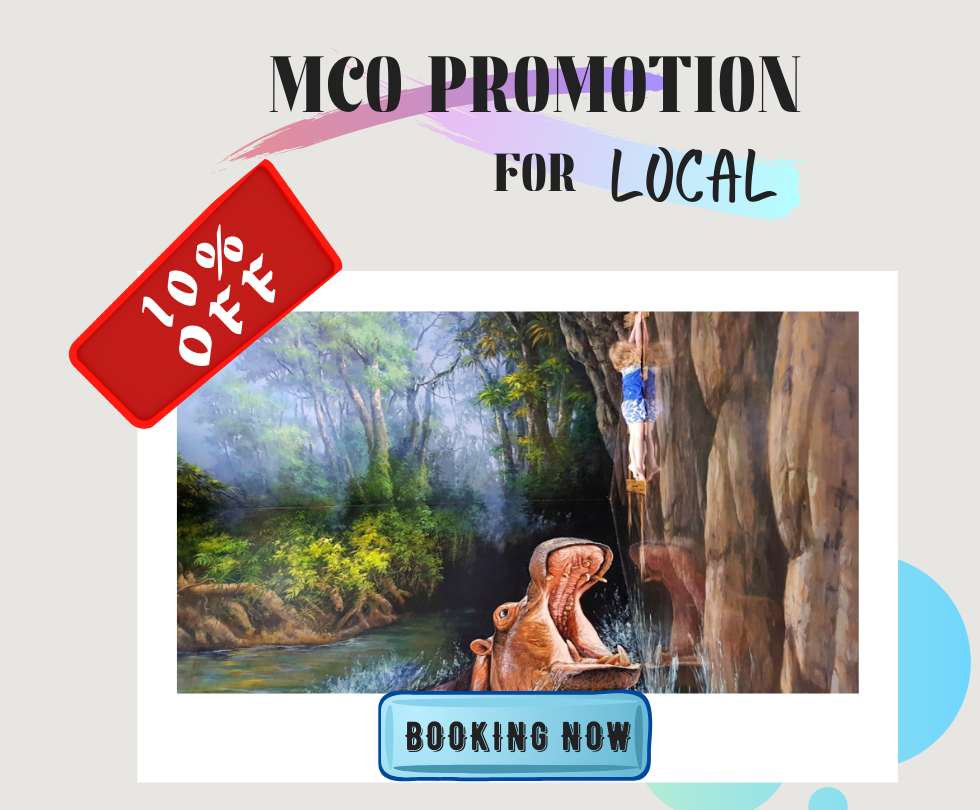 MCO PROMOTION
FOR LOCAL
10%
OFF
BOOKING NOW